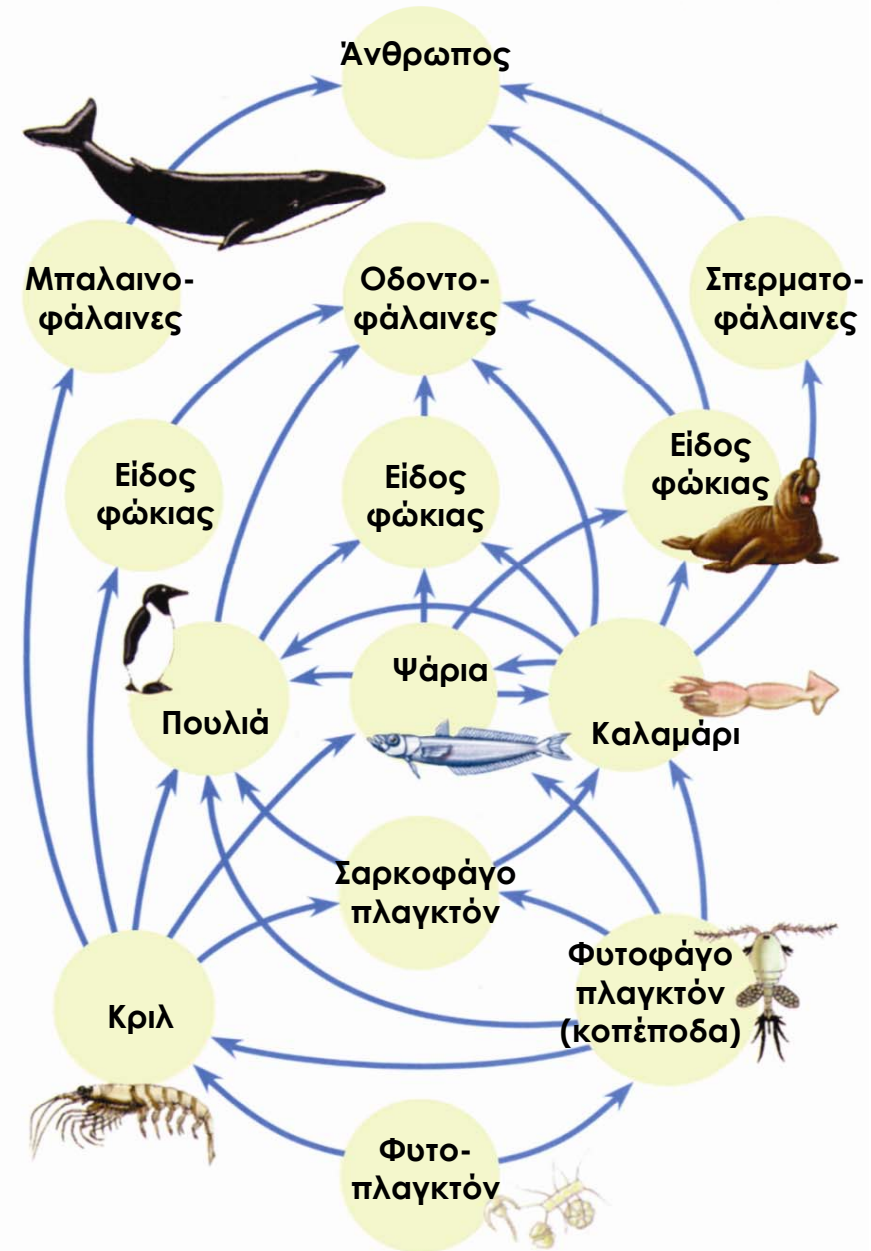 Άνθρωπος
Μπαλαινο-
φάλαινες
Οδοντο-
φάλαινες
Σπερματο-
φάλαινες
Είδος
φώκιας
Είδος
φώκιας
Είδος
φώκιας
Πουλιά
Ψάρια
Καλαμάρι
Σαρκοφάγο
πλαγκτόν
Κριλ
Φυτοφάγο
πλαγκτόν
(κοπέποδα)
Φυτο-
πλαγκτόν